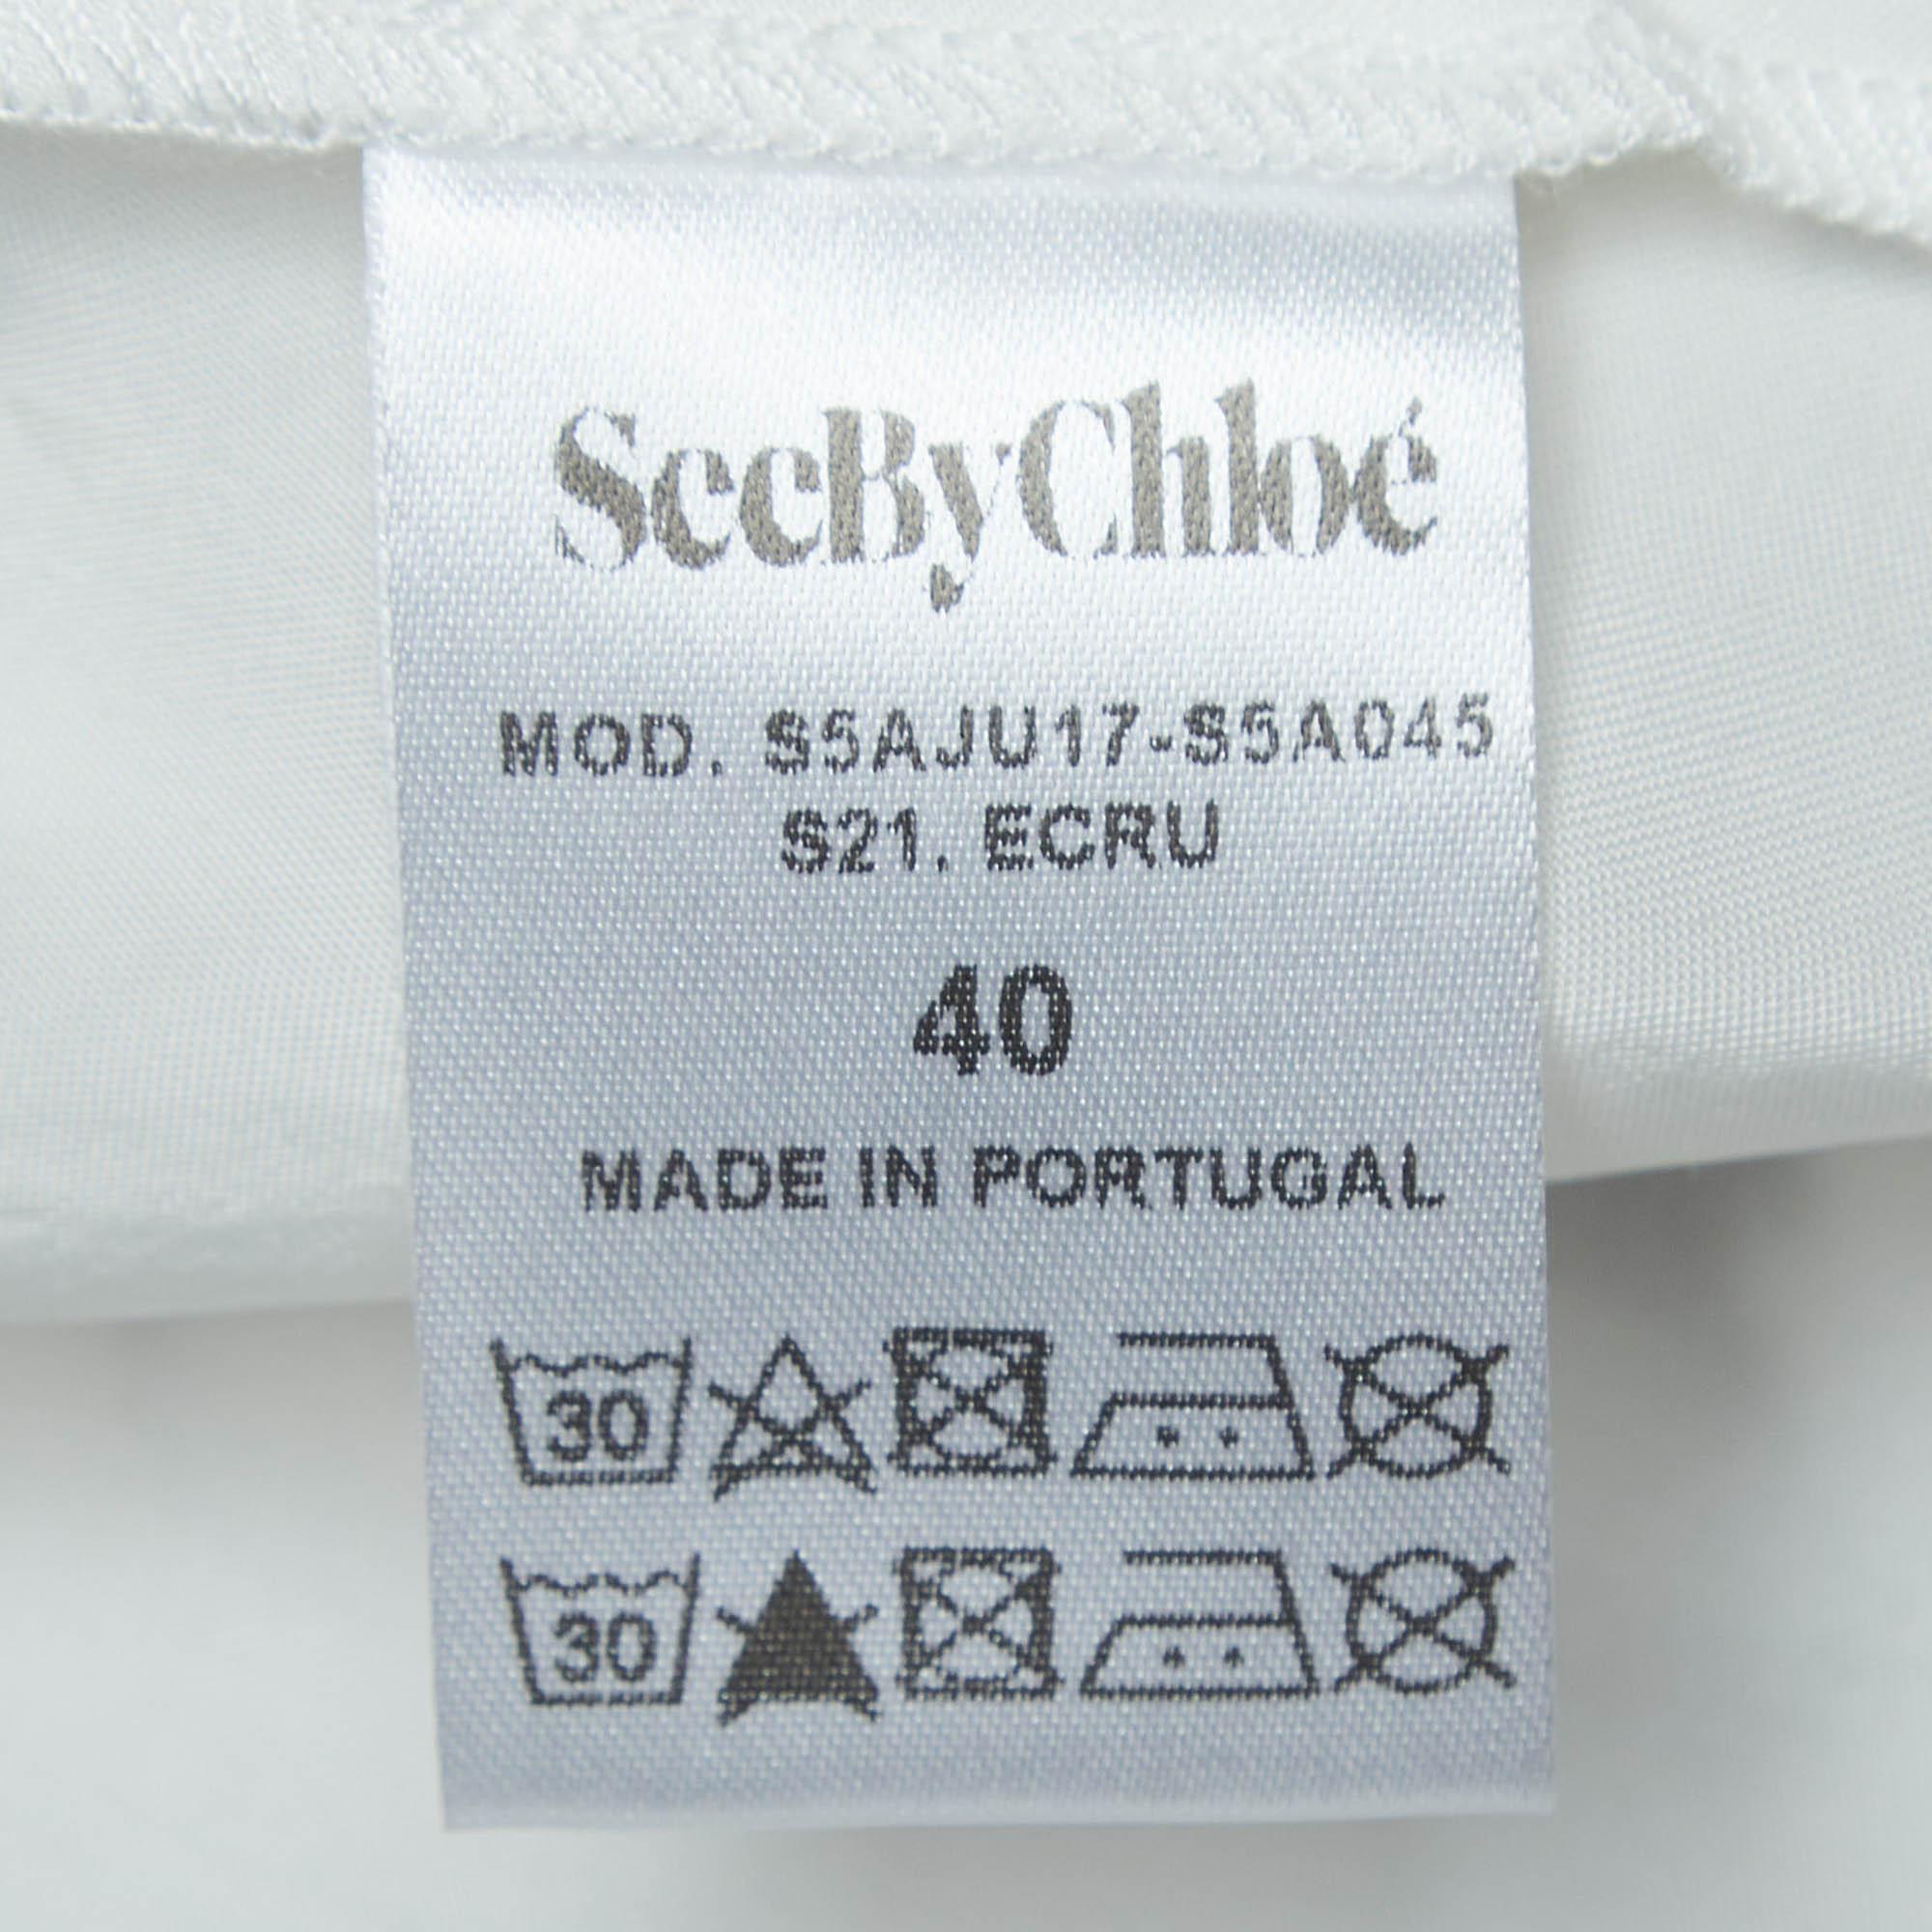 SeeByChloé
MOD. S5AJU17-S5A045
S21. ECRU
40
MADE IN PORTUGAL
30
30